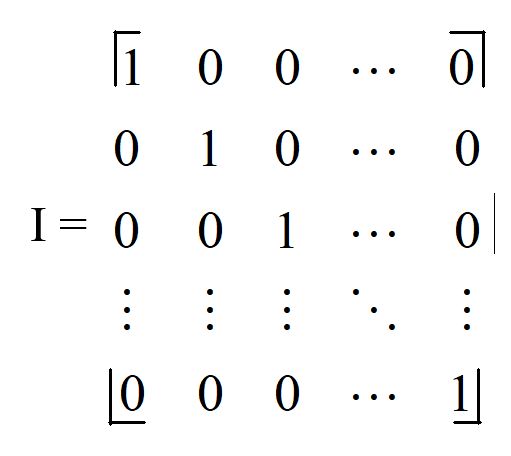 1 0 0 ⋯ 0
0 1 0 ⋯ 0
I = 0 0 1 ⋯ 0
⋮ ⋮ ⋮ ⋱ ⋮
0 0 0 ⋯ 1